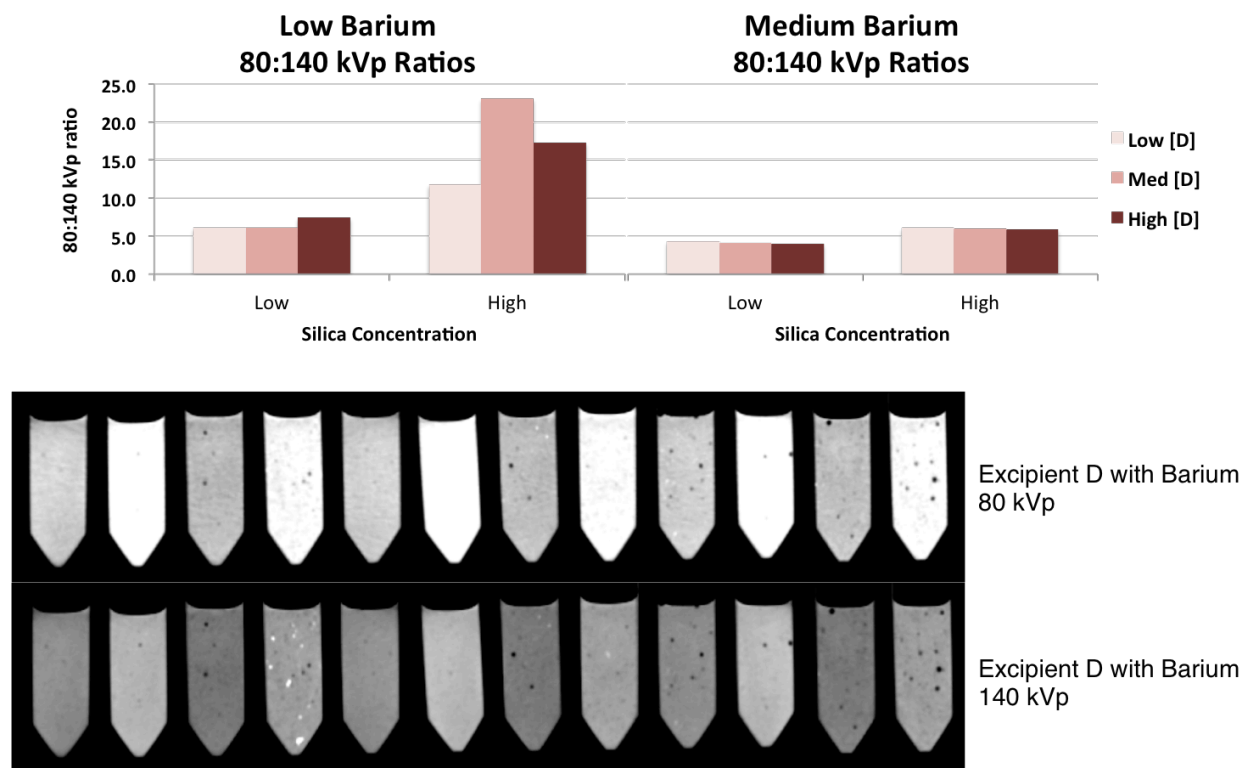 Low Barium
80:140 kVp Ratios
Medium Barium
80:140 kVp Ratios
80:140 kVp ratio
25.0
20.0
15.0
10.0
5.0
0.0
Low
High
Silica Concentration
Low
High
Silica Concentration
Low [D]
Med [D]
High [D]
Excipient D with Barium
80 kVp
Excipient D with Barium
140 kVp